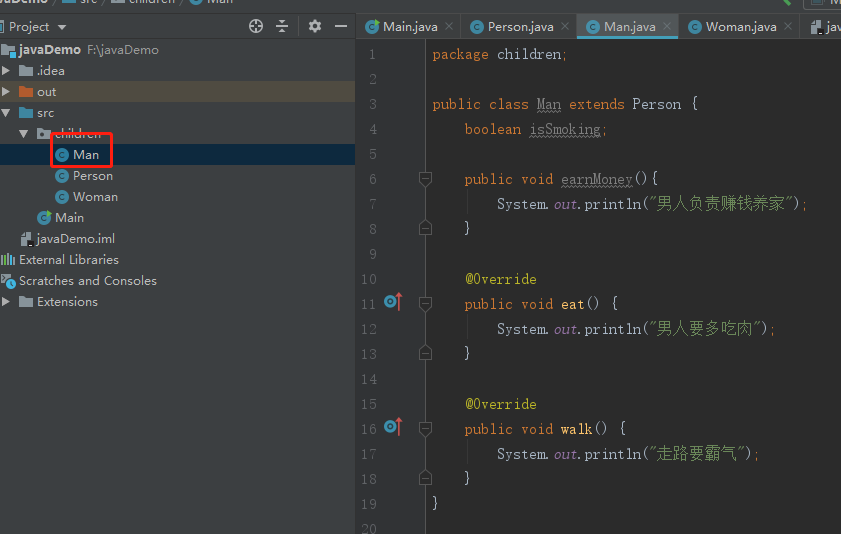 src
children
Man
Project
Main.java
Person.java
Man.java
Woman.java
javaDemo F:\javaDemo
.idea
out
src
children
Man
Person
Woman
Main
javaDemo.iml
External Libraries
Scratches and Consoles
Extensions
1 package children;
2
3 public class Man extends Person {
4 boolean isSmoking;
5
6 public void earnMoney(){
7 System.out.println("男人负责赚钱养家");
8 }
9
10 @Override
11 public void eat() {
12 System.out.println("男人要多吃肉");
13 }
14
15 @Override
16 public void walk() {
17 System.out.println("走路要霸气");
18 }
19 }
20